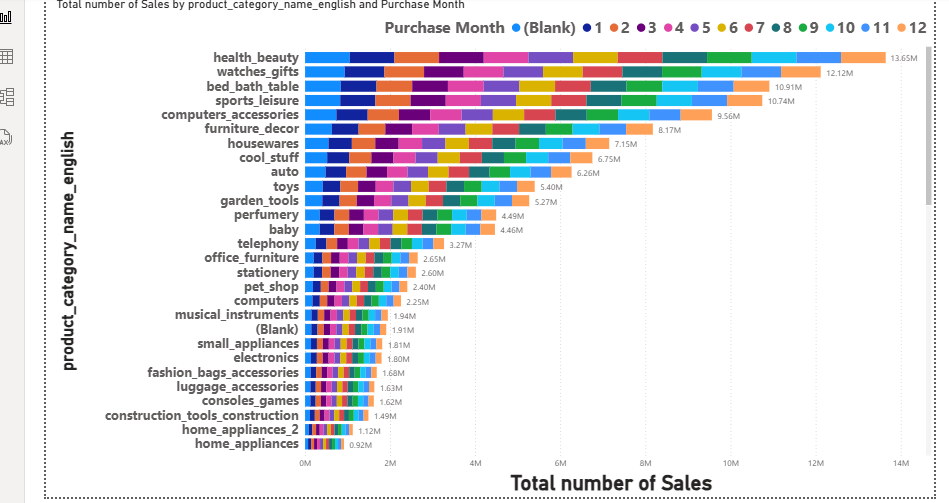 Total number of Sales by product_category_name_english and Purchase Month
Purchase Month (Blank) 1 2 3 4 5 6 7 8 9 10 11 12
product_category_name_english
health_beauty 13.65M
watches_gifts 12.12M
bed_bath_table 10.91M
sports_leisure 10.74M
computers_accessories 9.56M
furniture_decor 8.17M
housewares 7.15M
cool_stuff 6.75M
auto 6.26M
toys 5.40M
garden_tools 5.27M
perfumery 4.49M
baby 4.46M
telephony 3.27M
office_furniture 2.65M
stationery 2.60M
pet_shop 2.40M
computers 2.25M
musical_instruments 1.94M
(Blank) 1.91M
small_appliances 1.81M
electronics 1.80M
fashion_bags_accessories 1.68M
luggage_accessories 1.63M
consoles_games 1.62M
construction_tools_construction 1.49M
home_appliances_2 1.12M
home_appliances 0.92M
0M 2M 4M 6M 8M 10M 12M 14M
Total number of Sales